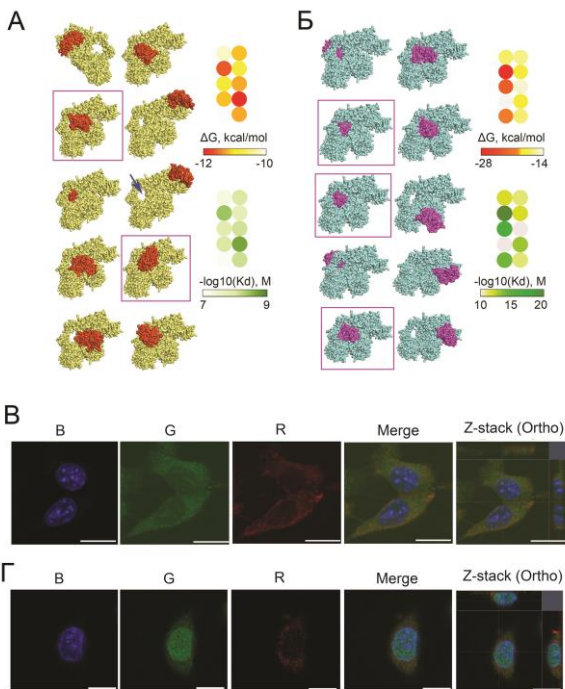 А
Б
ΔG, kcal/mol
-12 -10
-log10(Kd), M
7 9
ΔG, kcal/mol
-28 -14
-log10(Kd), M
10 15 20
В
B G R Merge Z-stack (Ortho)
Г
B G R Merge Z-stack (Ortho)